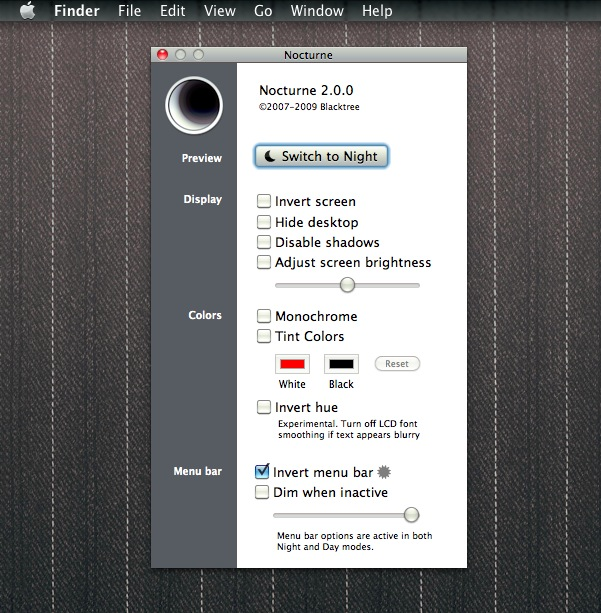 Finder File Edit View Go Window Help
Nocturne
Nocturne 2.0.0
©2007-2009 Blacktree
Preview
Switch to Night
Display
Invert screen
Hide desktop
Disable shadows
Adjust screen brightness
Colors
Monochrome
Tint Colors
Reset
White Black
Invert hue
Experimental. Turn off LCD font
smoothing if text appears blurry
Menu bar
Invert menu bar
Dim when inactive
Menu bar options are active in both
Night and Day modes.